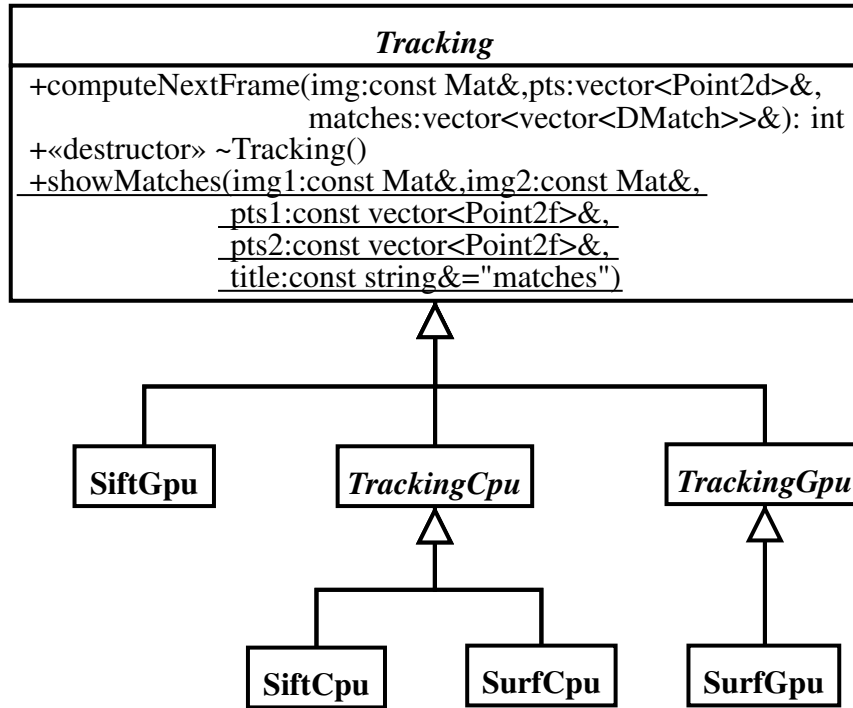 Tracking
+computeNextFrame(img:const Mat&,pts:vector<Point2d>&,
matches:vector<vector<DMatch>>&): int
+«destructor» ~Tracking()
+showMatches(img1:const Mat&,img2:const Mat&,
pts1:const vector<Point2f>&,
pts2:const vector<Point2f>&,
title:const string&="matches")
SiftGpu
TrackingCpu
TrackingGpu
SiftCpu
SurfCpu
SurfGpu